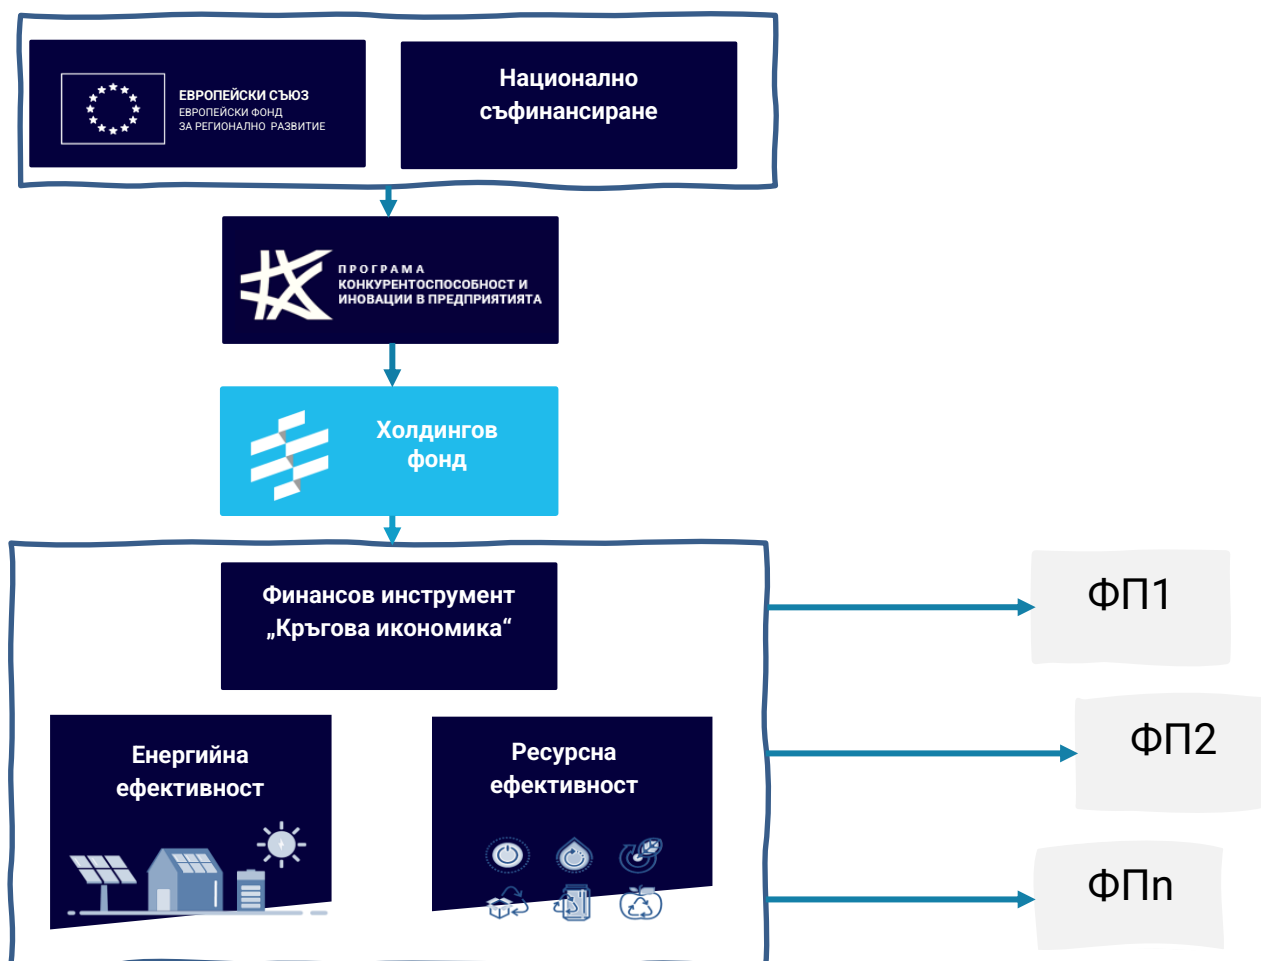 ЕВРОПЕЙСКИ СЪЮЗ
ЕВРОПЕЙСКИ ФОНД
ЗА РЕГИОНАЛНО РАЗВИТИЕ
Национално
съфинансиране
ПРОГРАМА
КОНКУРЕНТОСПОСОБНОСТ И
ИНОВАЦИИ В ПРЕДПРИЯТИЯТА
Холдингов
фонд
Финансов инструмент
„Кръгова икономика“
ФП1
Енергийна
ефективност
Ресурсна
ефективност
ФП2
ФПn